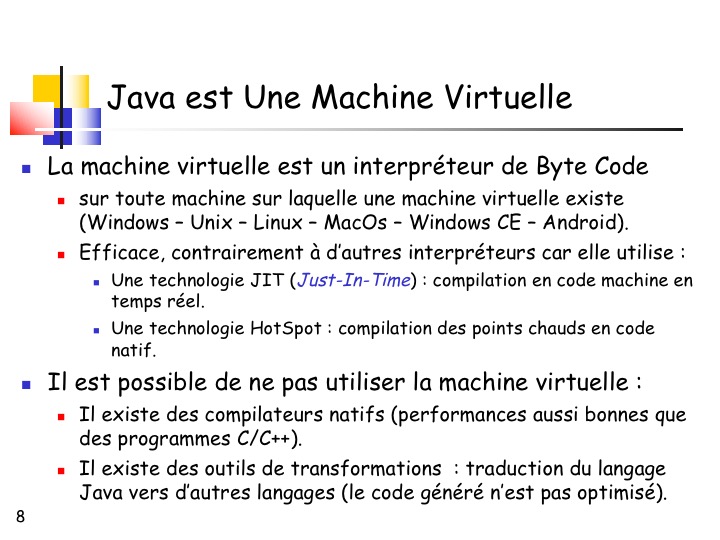 Java est Une Machine Virtuelle
La machine virtuelle est un interpréteur de Byte Code
sur toute machine sur laquelle une machine virtuelle existe
(Windows – Unix – Linux – MacOs – Windows CE – Android).
Efficace, contrairement à d’autres interpréteurs car elle utilise :
Une technologie JIT (Just-In-Time) : compilation en code machine en
temps réel.
Une technologie HotSpot : compilation des points chauds en code
natif.
Il est possible de ne pas utiliser la machine virtuelle :
Il existe des compilateurs natifs (performances aussi bonnes que
des programmes C/C++).
Il existe des outils de transformations  : traduction du langage
Java vers d’autres langages (le code généré n’est pas optimisé).
8